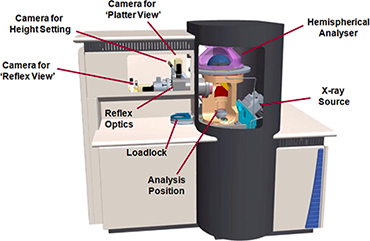 Camera for
Height Setting
Camera for
‘Platter View’
Hemispherical
Analyser
Camera for
‘Reflex View’
X-ray
Source
Reflex
Optics
Loadlock
Analysis
Position